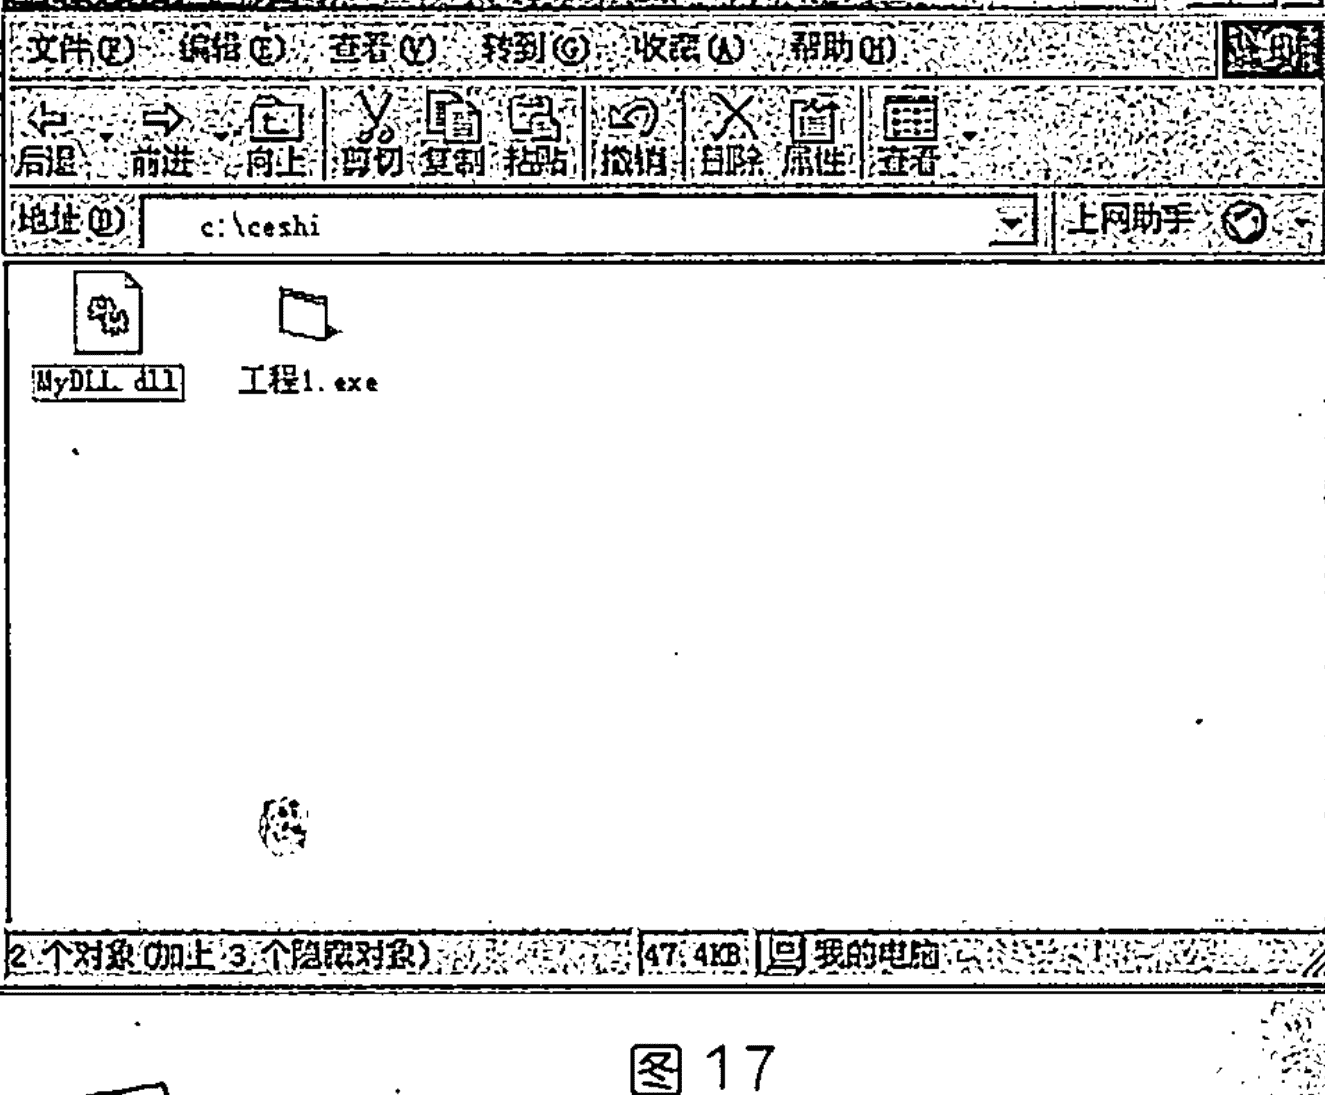 文件(F) 编辑(E) 查看(V) 转到(G) 收藏(A) 帮助(H)
后退 前进 向上 剪切 复制 粘贴 撤消 删除 属性 查看
地址(D) c:\ceshi 上网助手
MyDLL.dll 工程1.exe
2 个对象(加上 3 个隐藏对象) 47.4KB 我的电脑
图 17